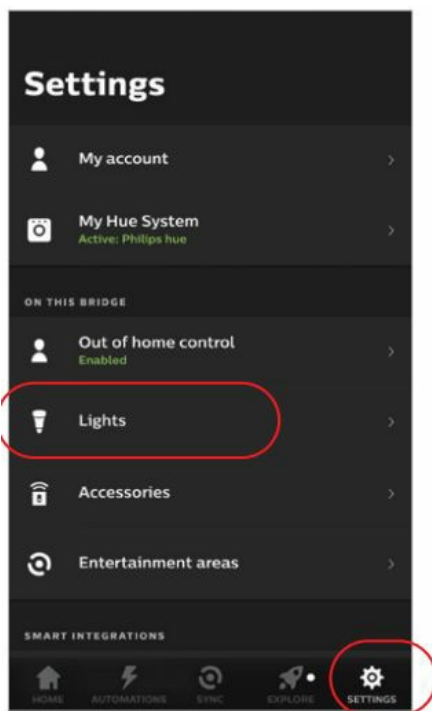 Settings
My account
My Hue System
Active: Philips hue
ON THIS BRIDGE
Out of home control
Enabled
Lights
Accessories
Entertainment areas
SMART INTEGRATIONS
HOME AUTOMATIONS SYNC EXPLORE SETTINGS